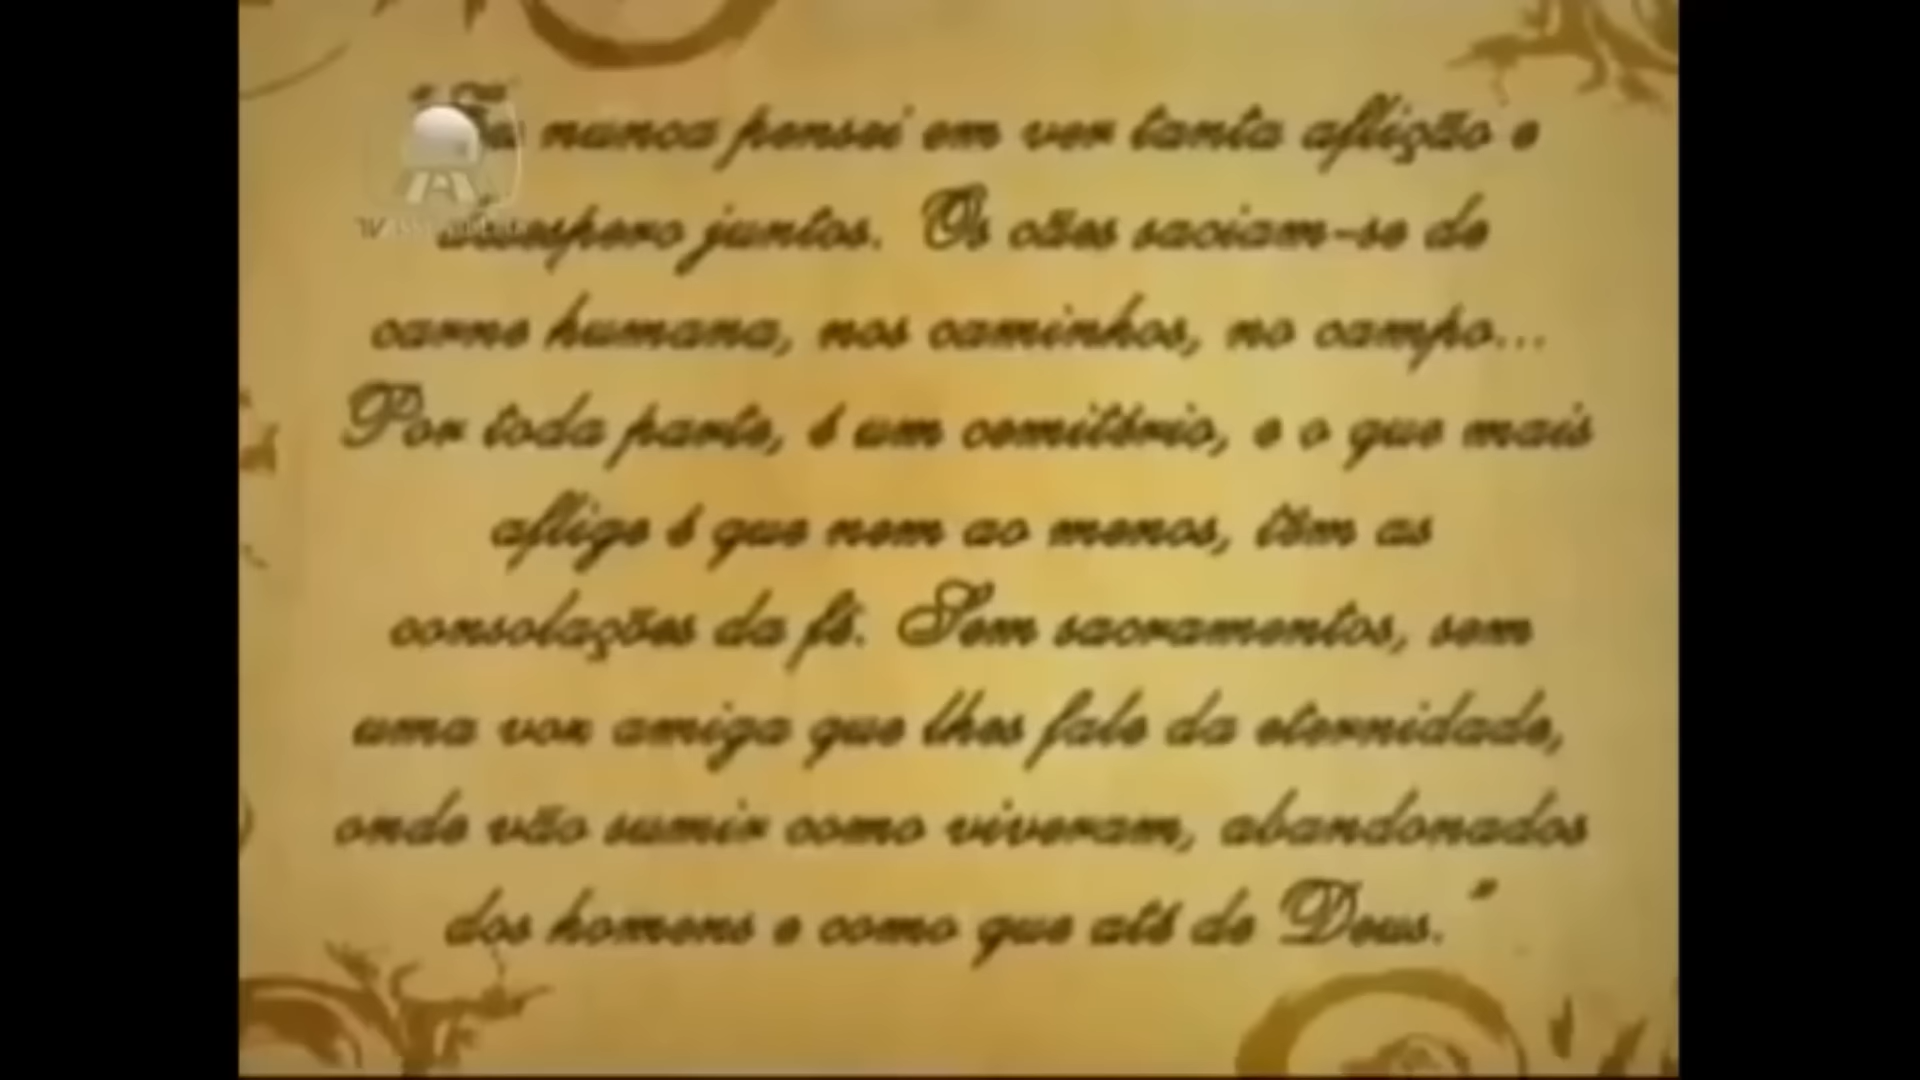 nunca pensei em ver tanta aflição e
desespero juntos. Os cães saciam-se de
carne humana, nos caminhos, no campo...
Por toda parte, é um cemitério, e o que mais
aflige é que nem ao menos, têm as
consolações da fé. Sem sacramentos, sem
uma voz amiga que lhes fale da eternidade,
onde vão sumir como viveram, abandonados
dos homens e como que até de Deus."